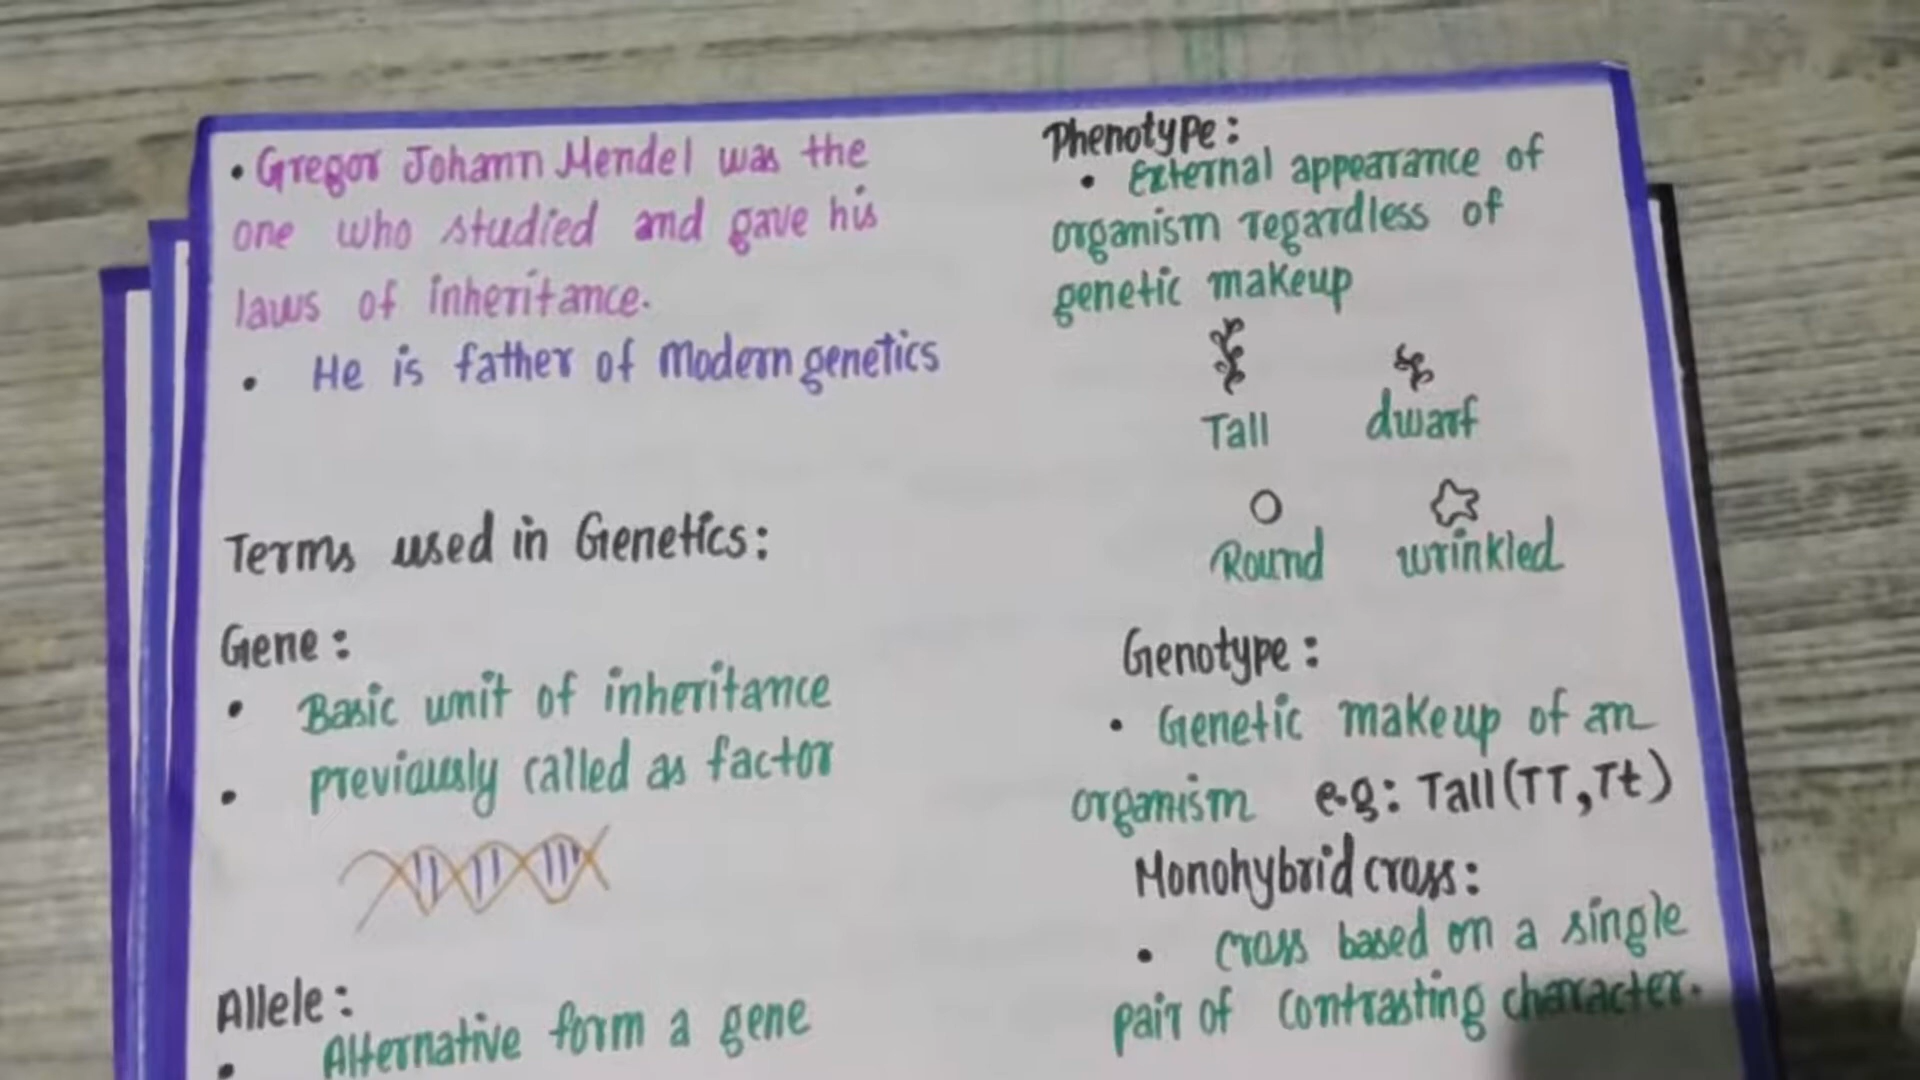 • Gregor Johann Mendel was the
one who studied and gave his
laws of inheritance.
• He is father of Modern genetics
Terms used in Genetics:
Gene:
• Basic unit of inheritance
• previously called as factor
Allele:
• Alternative form a gene
Phenotype:
• External appearance of
organism regardless of
genetic makeup
Tall dwarf
Round wrinkled
Genotype:
• Genetic makeup of an
organism e.g: Tall (TT, Tt)
Monohybrid cross:
• cross based on a single
pair of contrasting character.